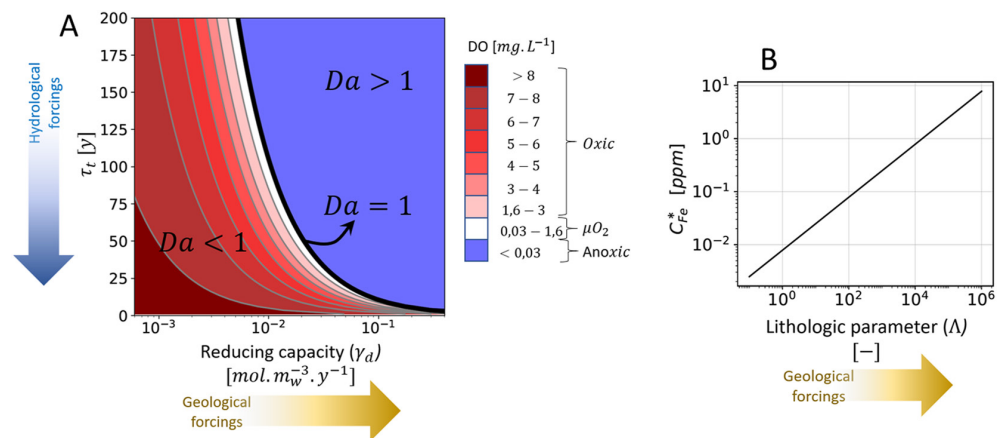 A
Hydrological
forcings
τₜ [y]
200
175
150
125
100
75
50
25
0
Da > 1
Da = 1
Da < 1
10⁻³
10⁻²
10⁻¹
Reducing capacity (γ_d)
[mol. m_w⁻³. y⁻¹]
Geological
forcings
DO [mg. L⁻¹]
> 8
7 − 8
6 − 7
5 − 6
4 − 5
3 − 4
1,6 − 3
0,03 − 1,6
< 0,03
Oxic
μO₂
Anoxic
B
C*_Fe [ppm]
10¹
10⁰
10⁻¹
10⁻²
10⁰
10²
10⁴
10⁶
Lithologic parameter (Λ)
[−]
Geological
forcings